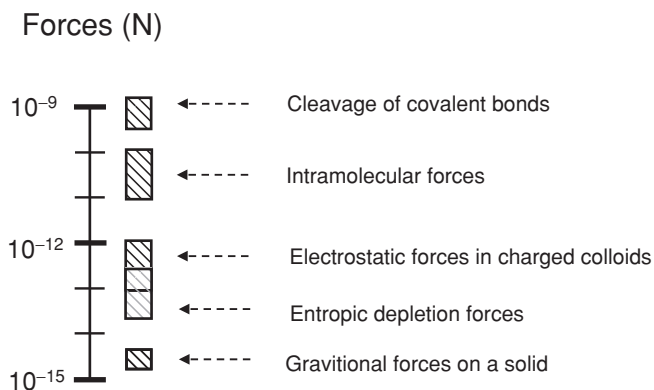 Forces (N)
10⁻⁹
Cleavage of covalent bonds
Intramolecular forces
10⁻¹²
Electrostatic forces in charged colloids
Entropic depletion forces
Gravitional forces on a solid
10⁻¹⁵